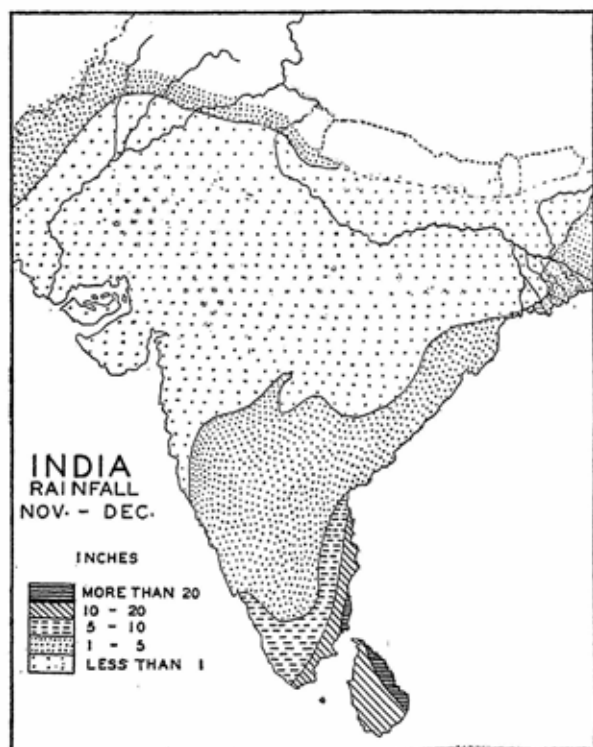 INDIA
RAINFALL
NOV. - DEC.
INCHES
MORE THAN 20
10 - 20
5 - 10
1 - 5
LESS THAN 1